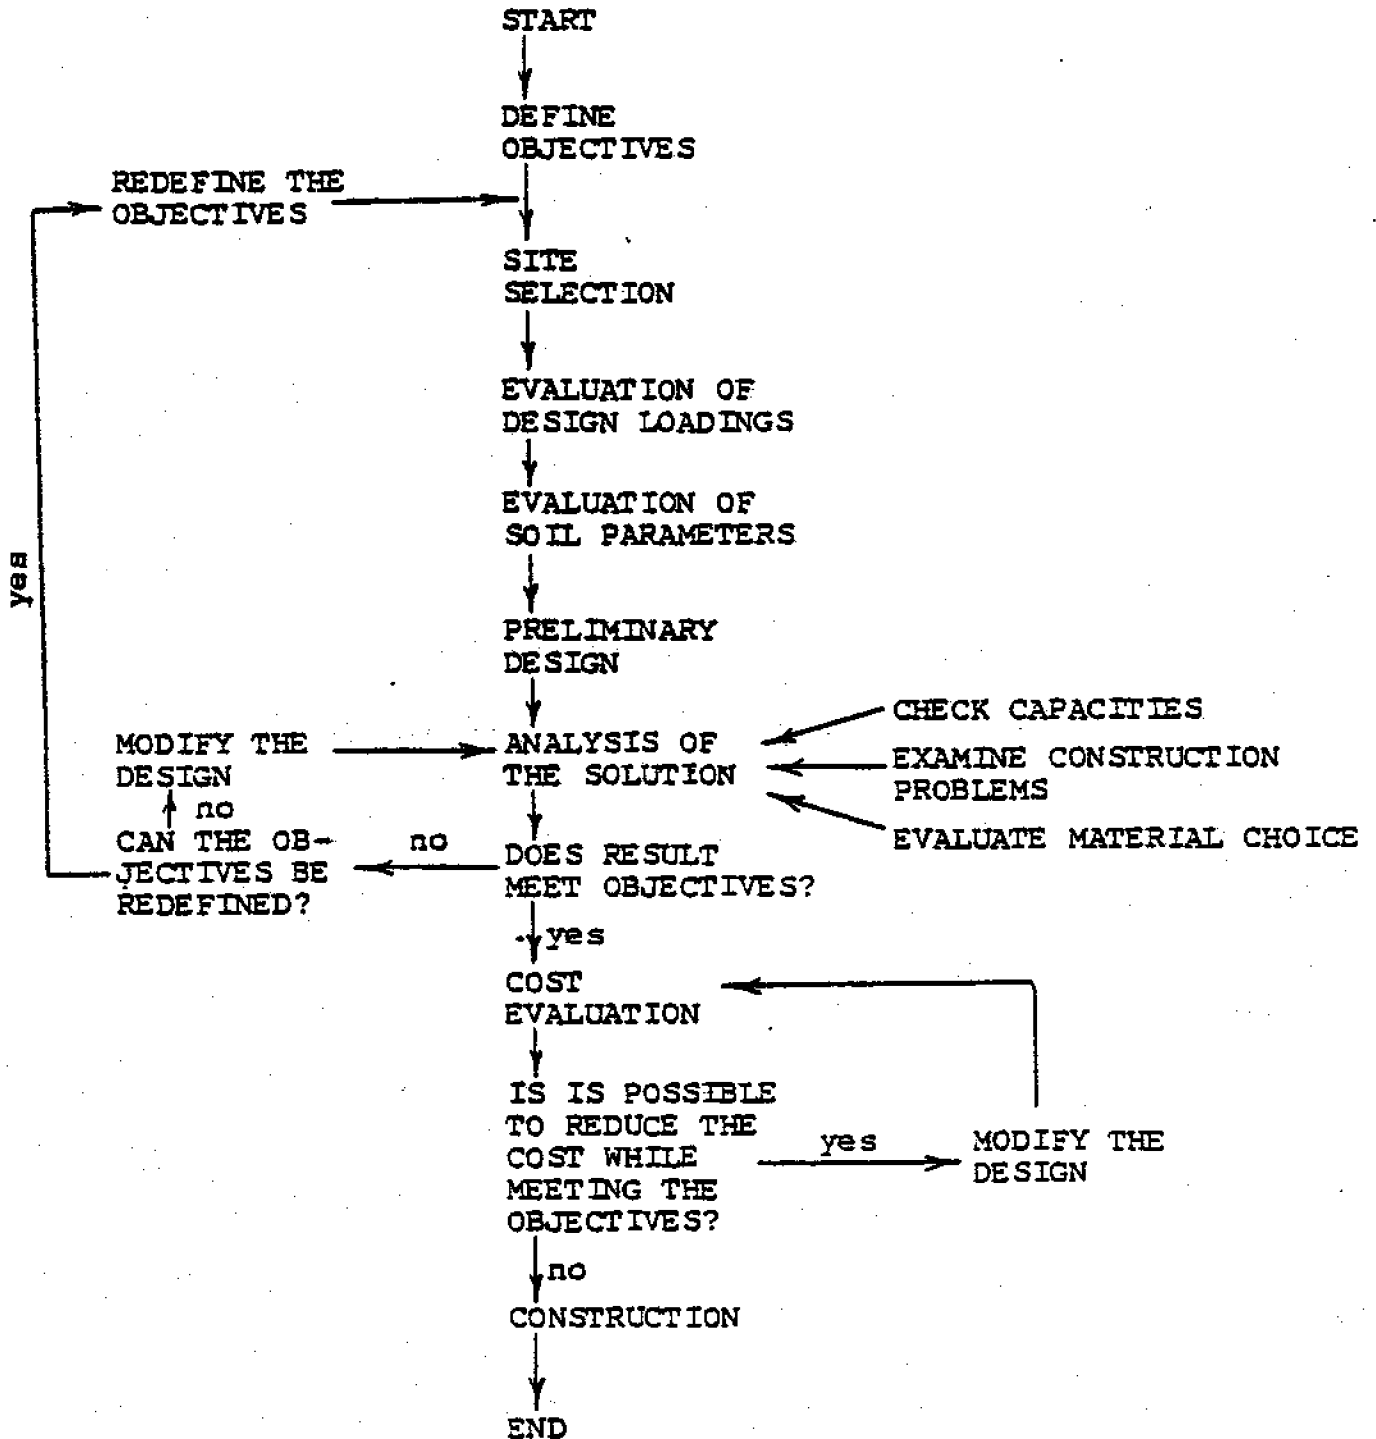 START
DEFINE
OBJECTIVES
REDEFINE THE
OBJECTIVES
SITE
SELECTION
EVALUATION OF
DESIGN LOADINGS
EVALUATION OF
SOIL PARAMETERS
yes
PRELIMINARY
DESIGN
CHECK CAPACITIES
MODIFY THE
DESIGN
ANALYSIS OF
THE SOLUTION
EXAMINE CONSTRUCTION
PROBLEMS
EVALUATE MATERIAL CHOICE
no
CAN THE OB-
JECTIVES BE
REDEFINED?
no
DOES RESULT
MEET OBJECTIVES?
yes
COST
EVALUATION
IS IS POSSIBLE
TO REDUCE THE
COST WHILE
MEETING THE
OBJECTIVES?
yes
MODIFY THE
DESIGN
no
CONSTRUCTION
END